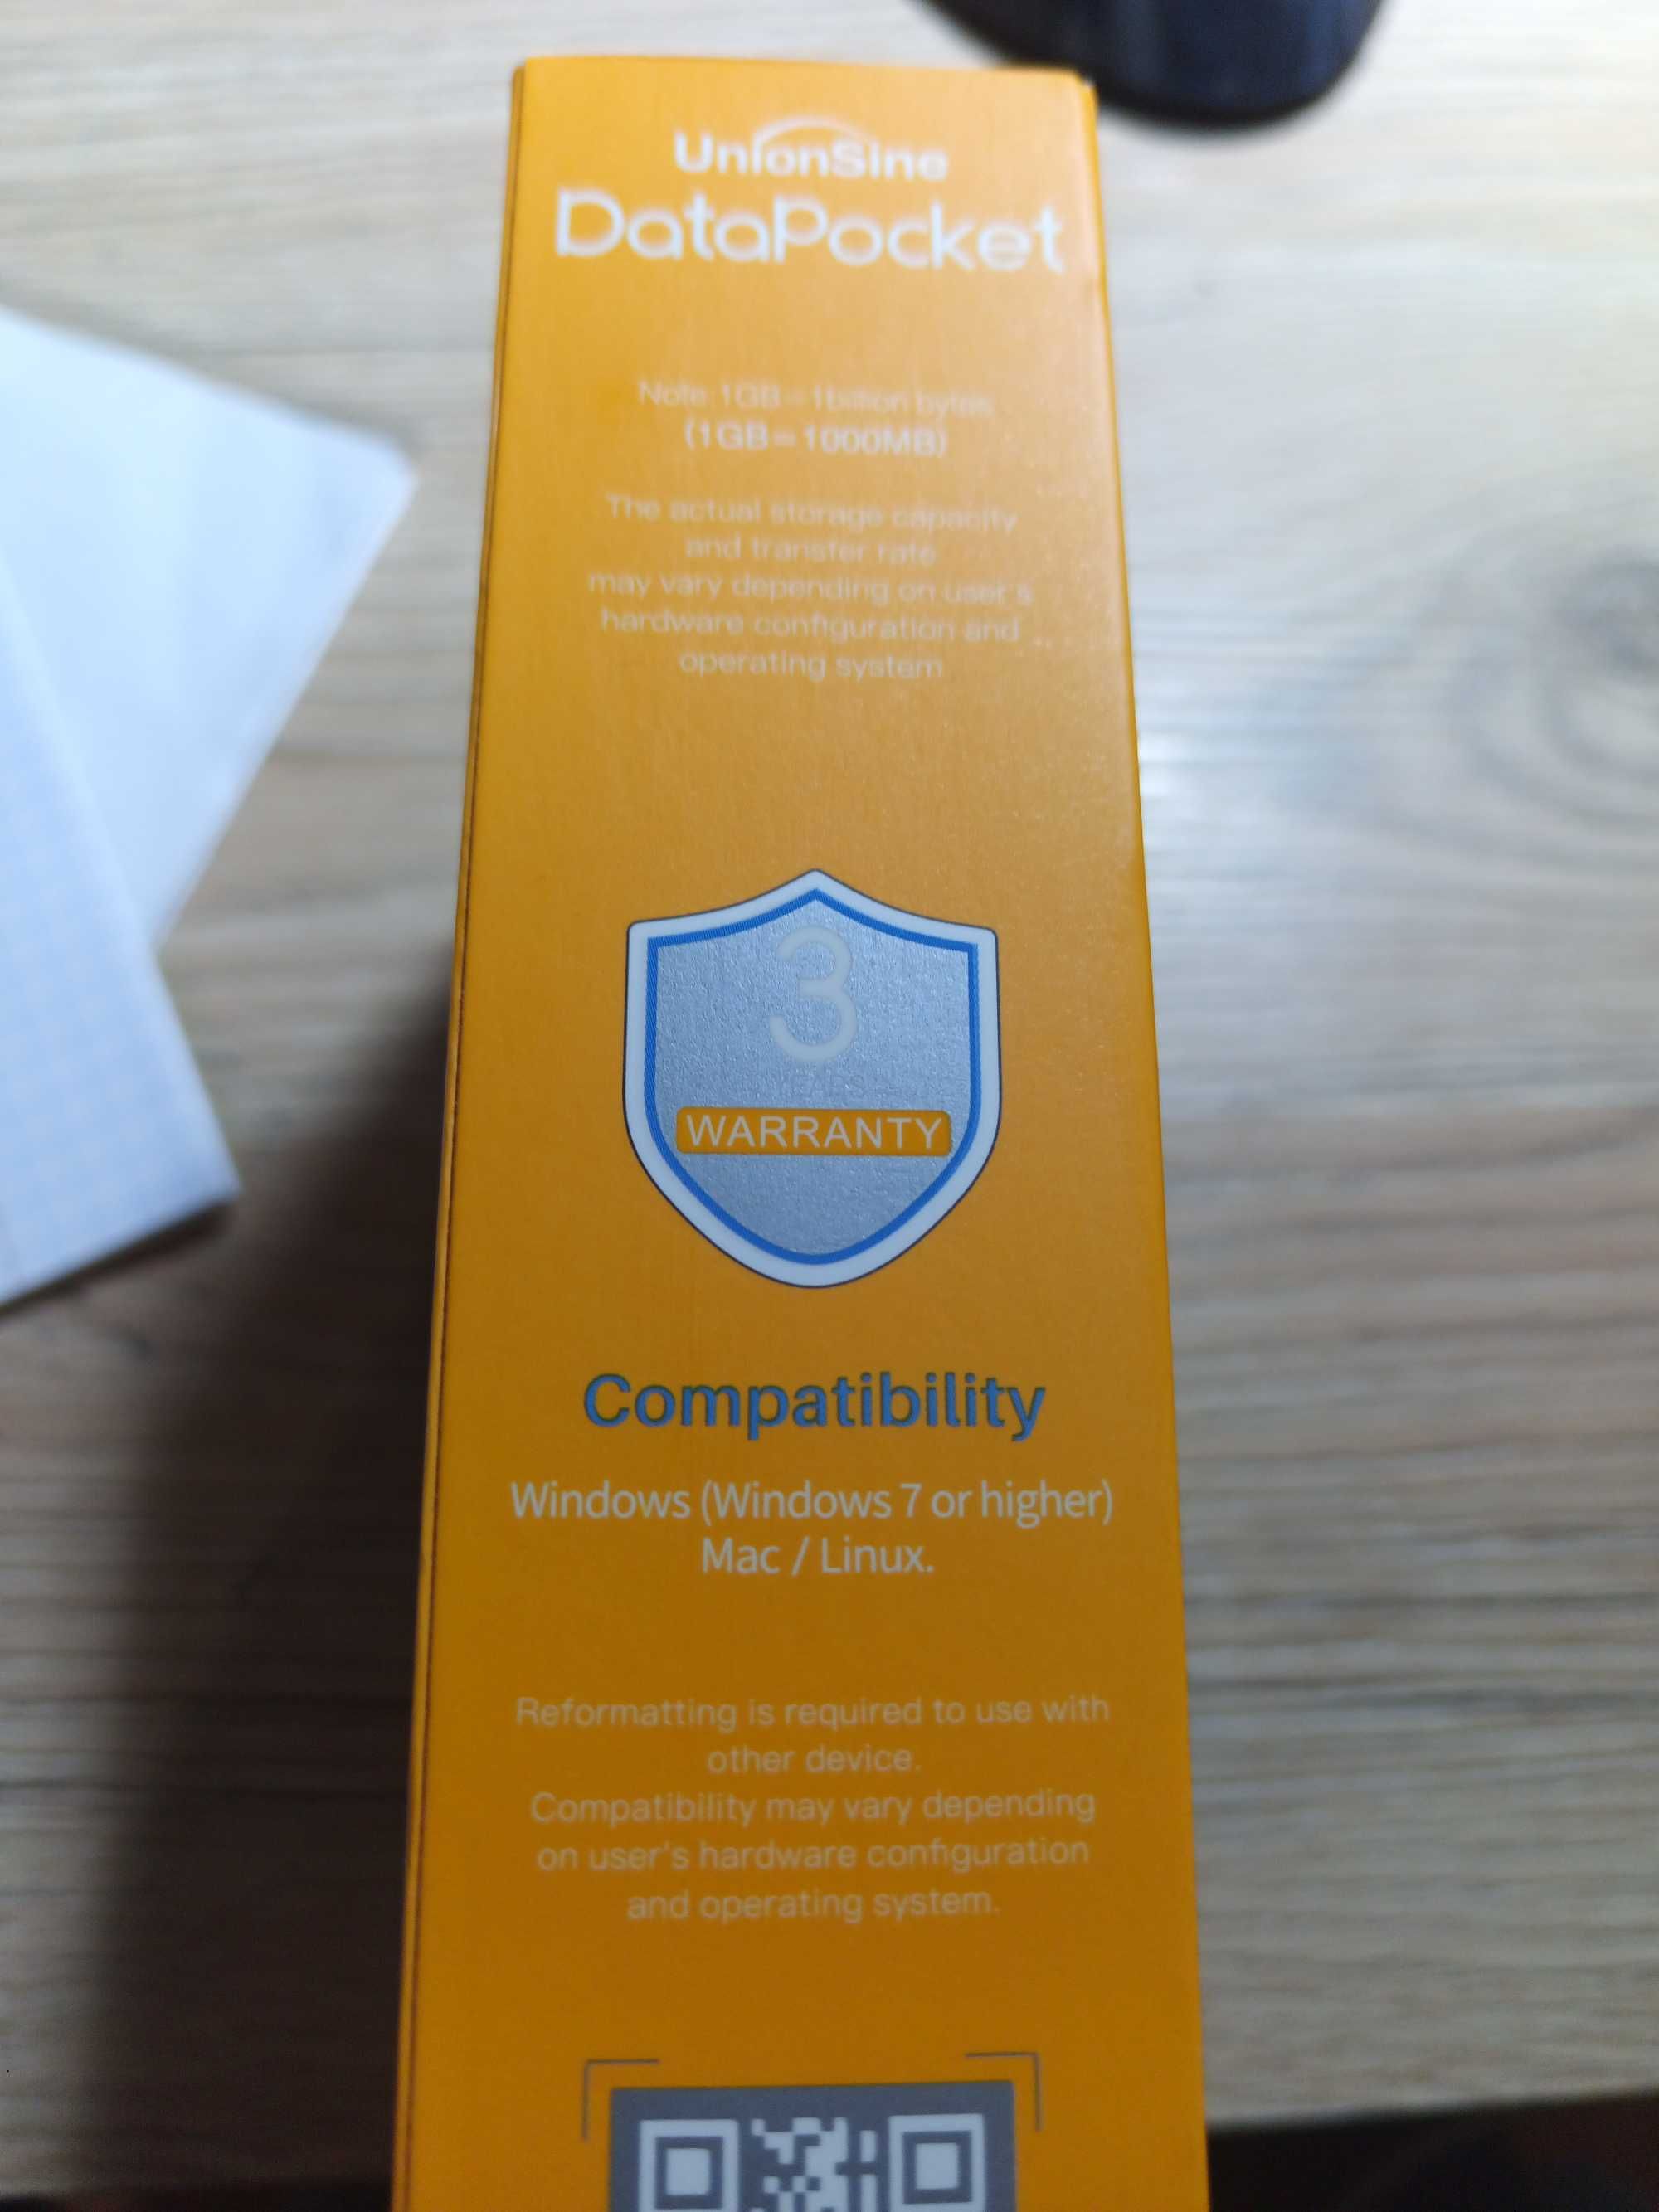 UnionSine
DataPocket
Note 1GB=1billion bytes
(1GB=1000MB)
The actual storage capacity
and transfer rate
may vary depending on user's
hardware configuration and
operating system
3
YEARS
WARRANTY
Compatibility
Windows (Windows 7 or higher)
Mac / Linux.
Reformatting is required to use with
other device.
Compatibility may vary depending
on user's hardware configuration
and operating system.